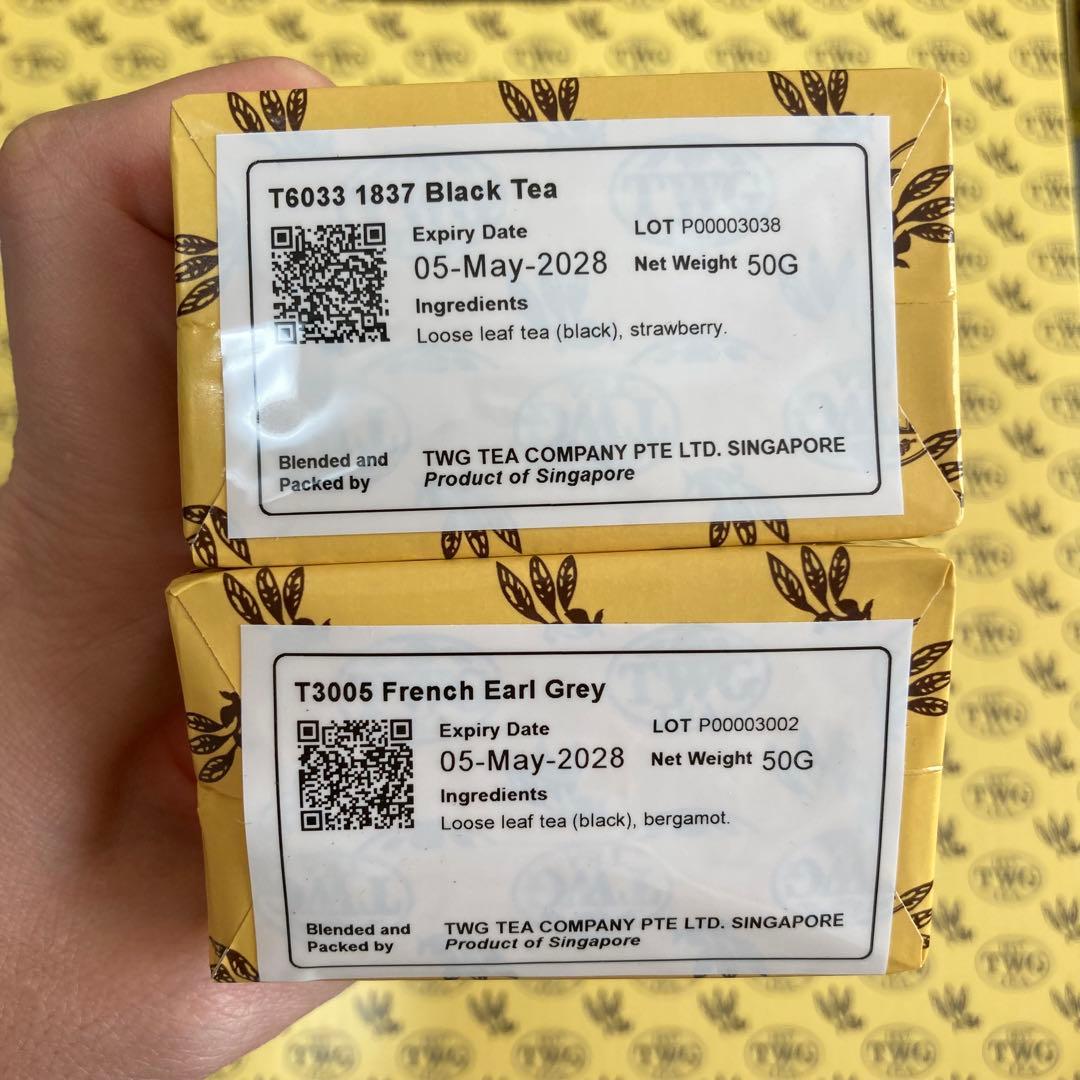 T6033 1837 Black Tea
Expiry Date
LOT P00003038
05-May-2028
Net Weight 50G
Ingredients
Loose leaf tea (black), strawberry.
Blended and
Packed by
TWG TEA COMPANY PTE LTD. SINGAPORE
Product of Singapore
T3005 French Earl Grey
Expiry Date
LOT P00003002
05-May-2028
Net Weight 50G
Ingredients
Loose leaf tea (black), bergamot.
Blended and
Packed by
TWG TEA COMPANY PTE LTD. SINGAPORE
Product of Singapore
TWG